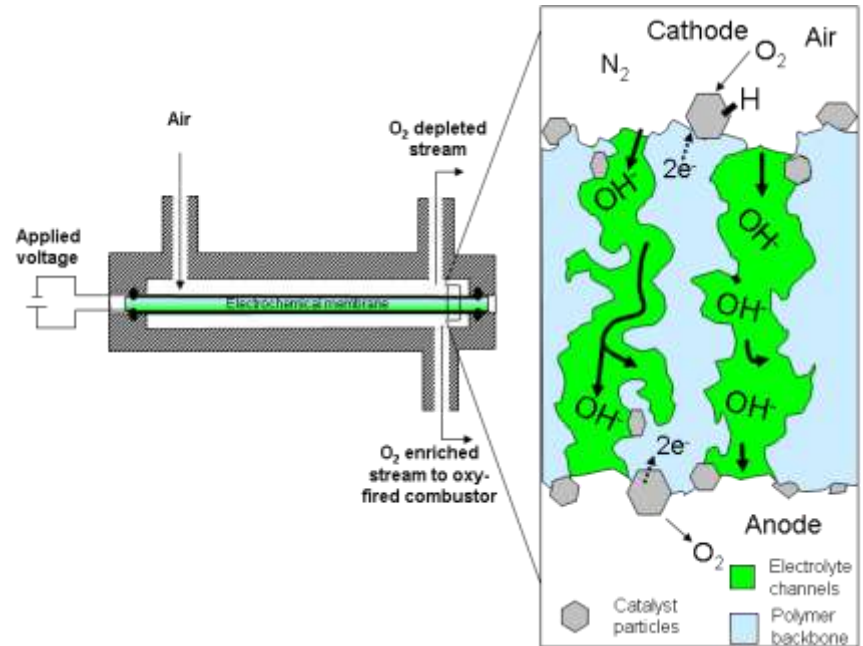 Air
O₂ depleted
stream
Applied
voltage
Electrochemical membrane
O₂ enriched
stream to oxy-
fired combustor
Cathode
Air
N₂
O₂
H
2e⁻
OH⁻
OH⁻
OH⁻
OH⁻
OH⁻
2e⁻
Anode
O₂
Electrolyte
channels
Catalyst
particles
Polymer
backbone